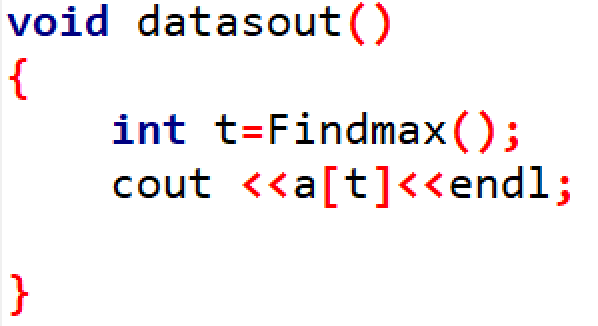 void datasout()
{
int t=Findmax();
cout <<a[t]<<endl;
}